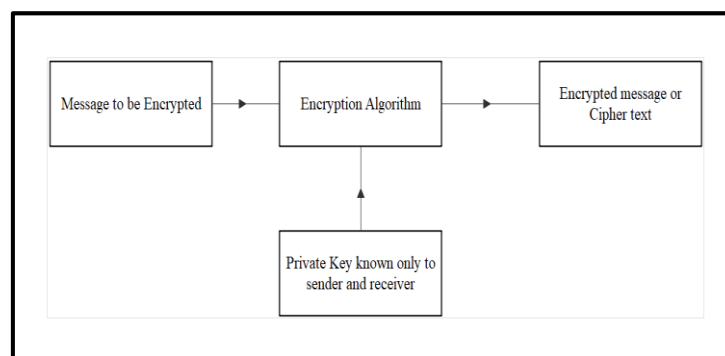 Message to be Encrypted
Encryption Algorithm
Encrypted message or
Cipher text
Private Key known only to
sender and receiver